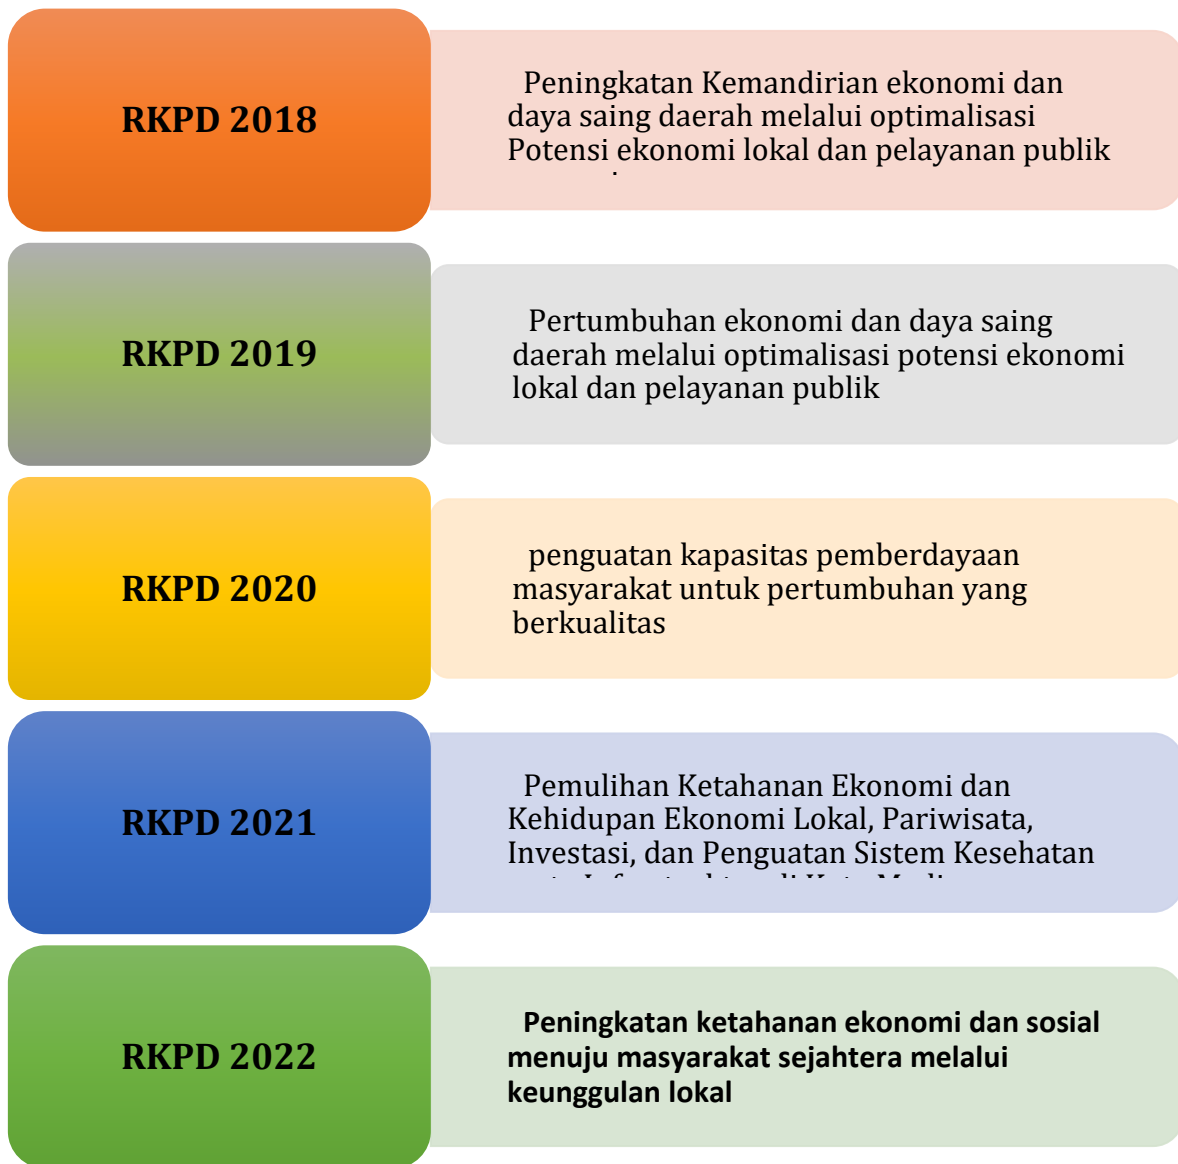 RKPD 2018
Peningkatan Kemandirian ekonomi dan
daya saing daerah melalui optimalisasi
Potensi ekonomi lokal dan pelayanan publik
RKPD 2019
Pertumbuhan ekonomi dan daya saing
daerah melalui optimalisasi potensi ekonomi
lokal dan pelayanan publik
RKPD 2020
penguatan kapasitas pemberdayaan
masyarakat untuk pertumbuhan yang
berkualitas
RKPD 2021
Pemulihan Ketahanan Ekonomi dan
Kehidupan Ekonomi Lokal, Pariwisata,
Investasi, dan Penguatan Sistem Kesehatan
RKPD 2022
Peningkatan ketahanan ekonomi dan sosial
menuju masyarakat sejahtera melalui
keunggulan lokal